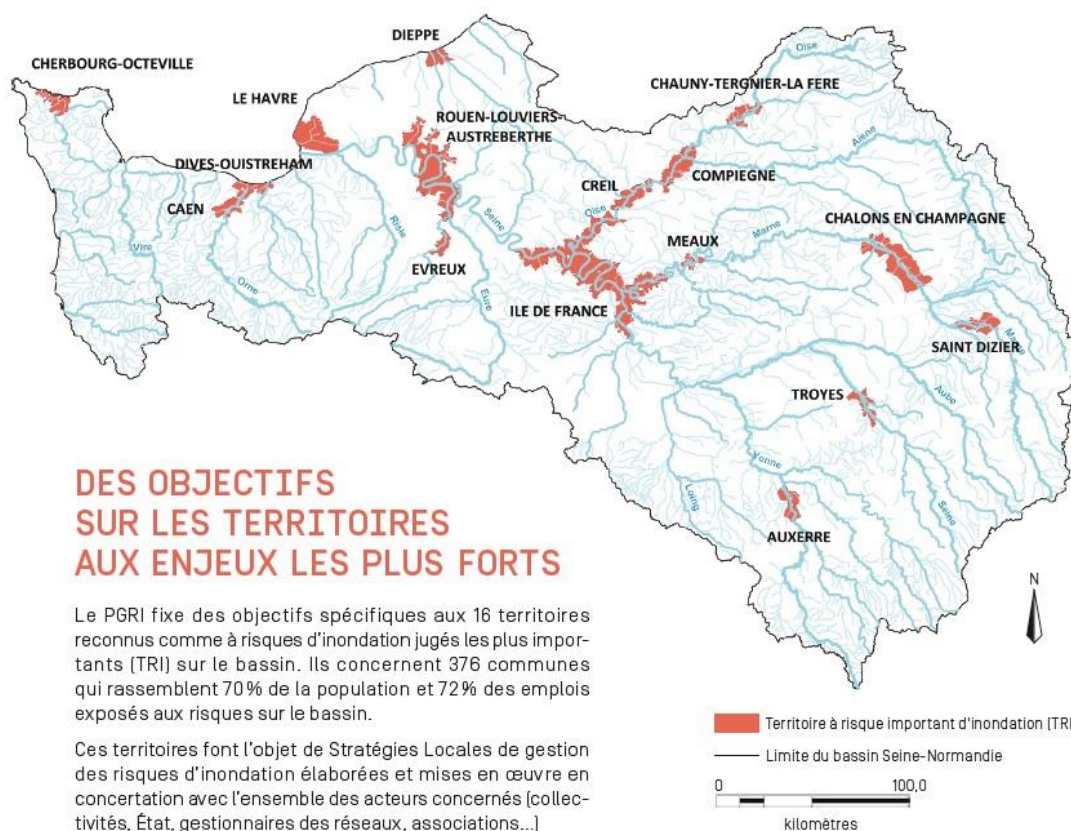 DIEPPE
Oise
CHERBOURG-OCTEVILLE
CHAUNY-TERGNIER-LA FERE
LE HAVRE
ROUEN-LOUVIERS-
AUSTREBERTHE
Aisne
DIVES-OUISTREHAM
COMPIEGNE
CREIL
CAEN
Oise
Seine
CHALONS EN CHAMPAGNE
Risle
MEAUX
Marne
Vire
EVREUX
Orne
Eure
ILE DE FRANCE
Marne
SAINT DIZIER
TROYES
Aube
Yonne
Loing
Seine
AUXERRE
DES OBJECTIFS
SUR LES TERRITOIRES
AUX ENJEUX LES PLUS FORTS
Le PGRI fixe des objectifs spécifiques aux 16 territoires
reconnus comme à risques d'inondation jugés les plus impor-
tants (TRI) sur le bassin. Ils concernent 376 communes
qui rassemblent 70% de la population et 72% des emplois
exposés aux risques sur le bassin.
Ces territoires font l'objet de Stratégies Locales de gestion
des risques d'inondation élaborées et mises en œuvre en
concertation avec l'ensemble des acteurs concernés (collec-
tivités, État, gestionnaires des réseaux, associations...)
N
Territoire à risque important d'inondation (TRI
Limite du bassin Seine-Normandie
0 100,0
kilomètres